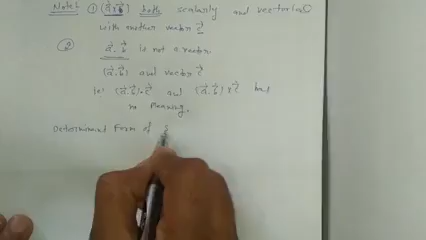 Note: ① (a⃗×b⃗) both scalarly and vectorially
with another vector c⃗
② a⃗.b⃗ is not a vector.
(a⃗.b⃗) and vector c⃗
(a⃗.b⃗)•c⃗ and (a⃗.b⃗)×c⃗ has
no meaning.
Determinant Form of